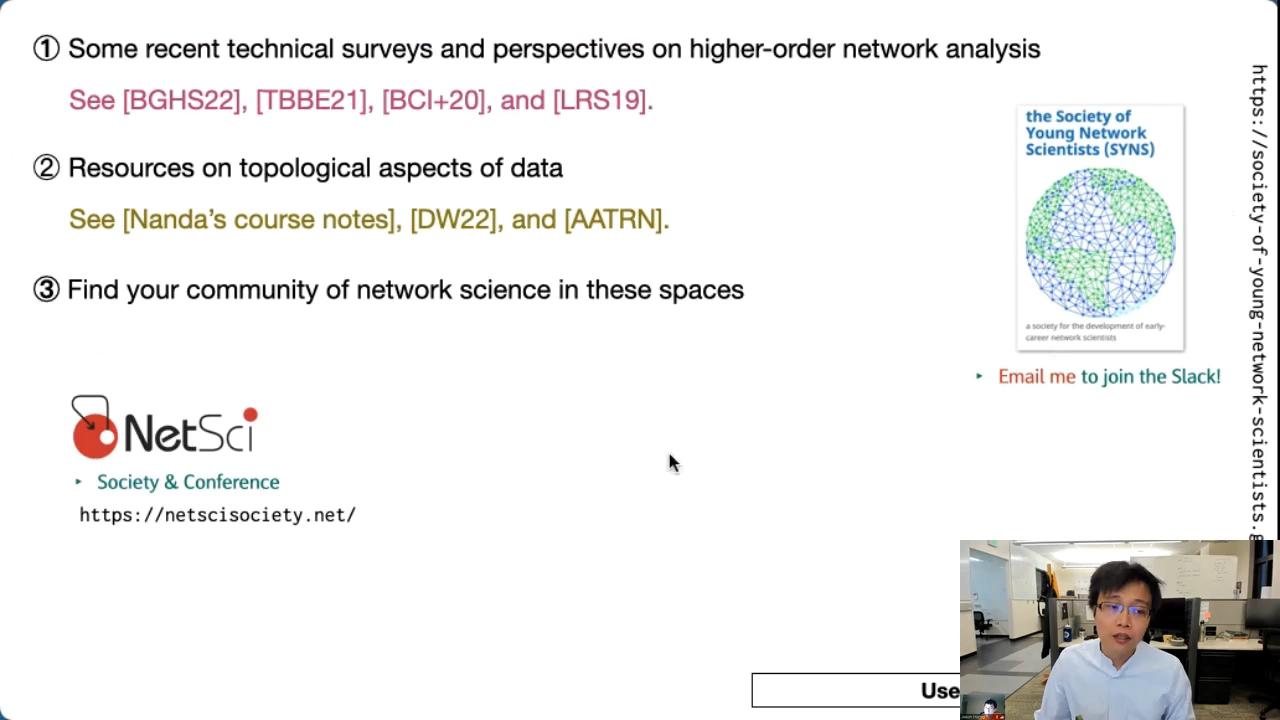 ① Some recent technical surveys and perspectives on higher-order network analysis
See [BGHS22], [TBBE21], [BCI+20], and [LRS19].
② Resources on topological aspects of data
See [Nanda's course notes], [DW22], and [AATRN].
③ Find your community of network science in these spaces
NetSci
‣ Society & Conference
https://netscisociety.net/
the Society of
Young Network
Scientists (SYNS)
a society for the development of early-
career network scientists
‣ Email me to join the Slack!
https://society-of-young-network-scientists.g
Use